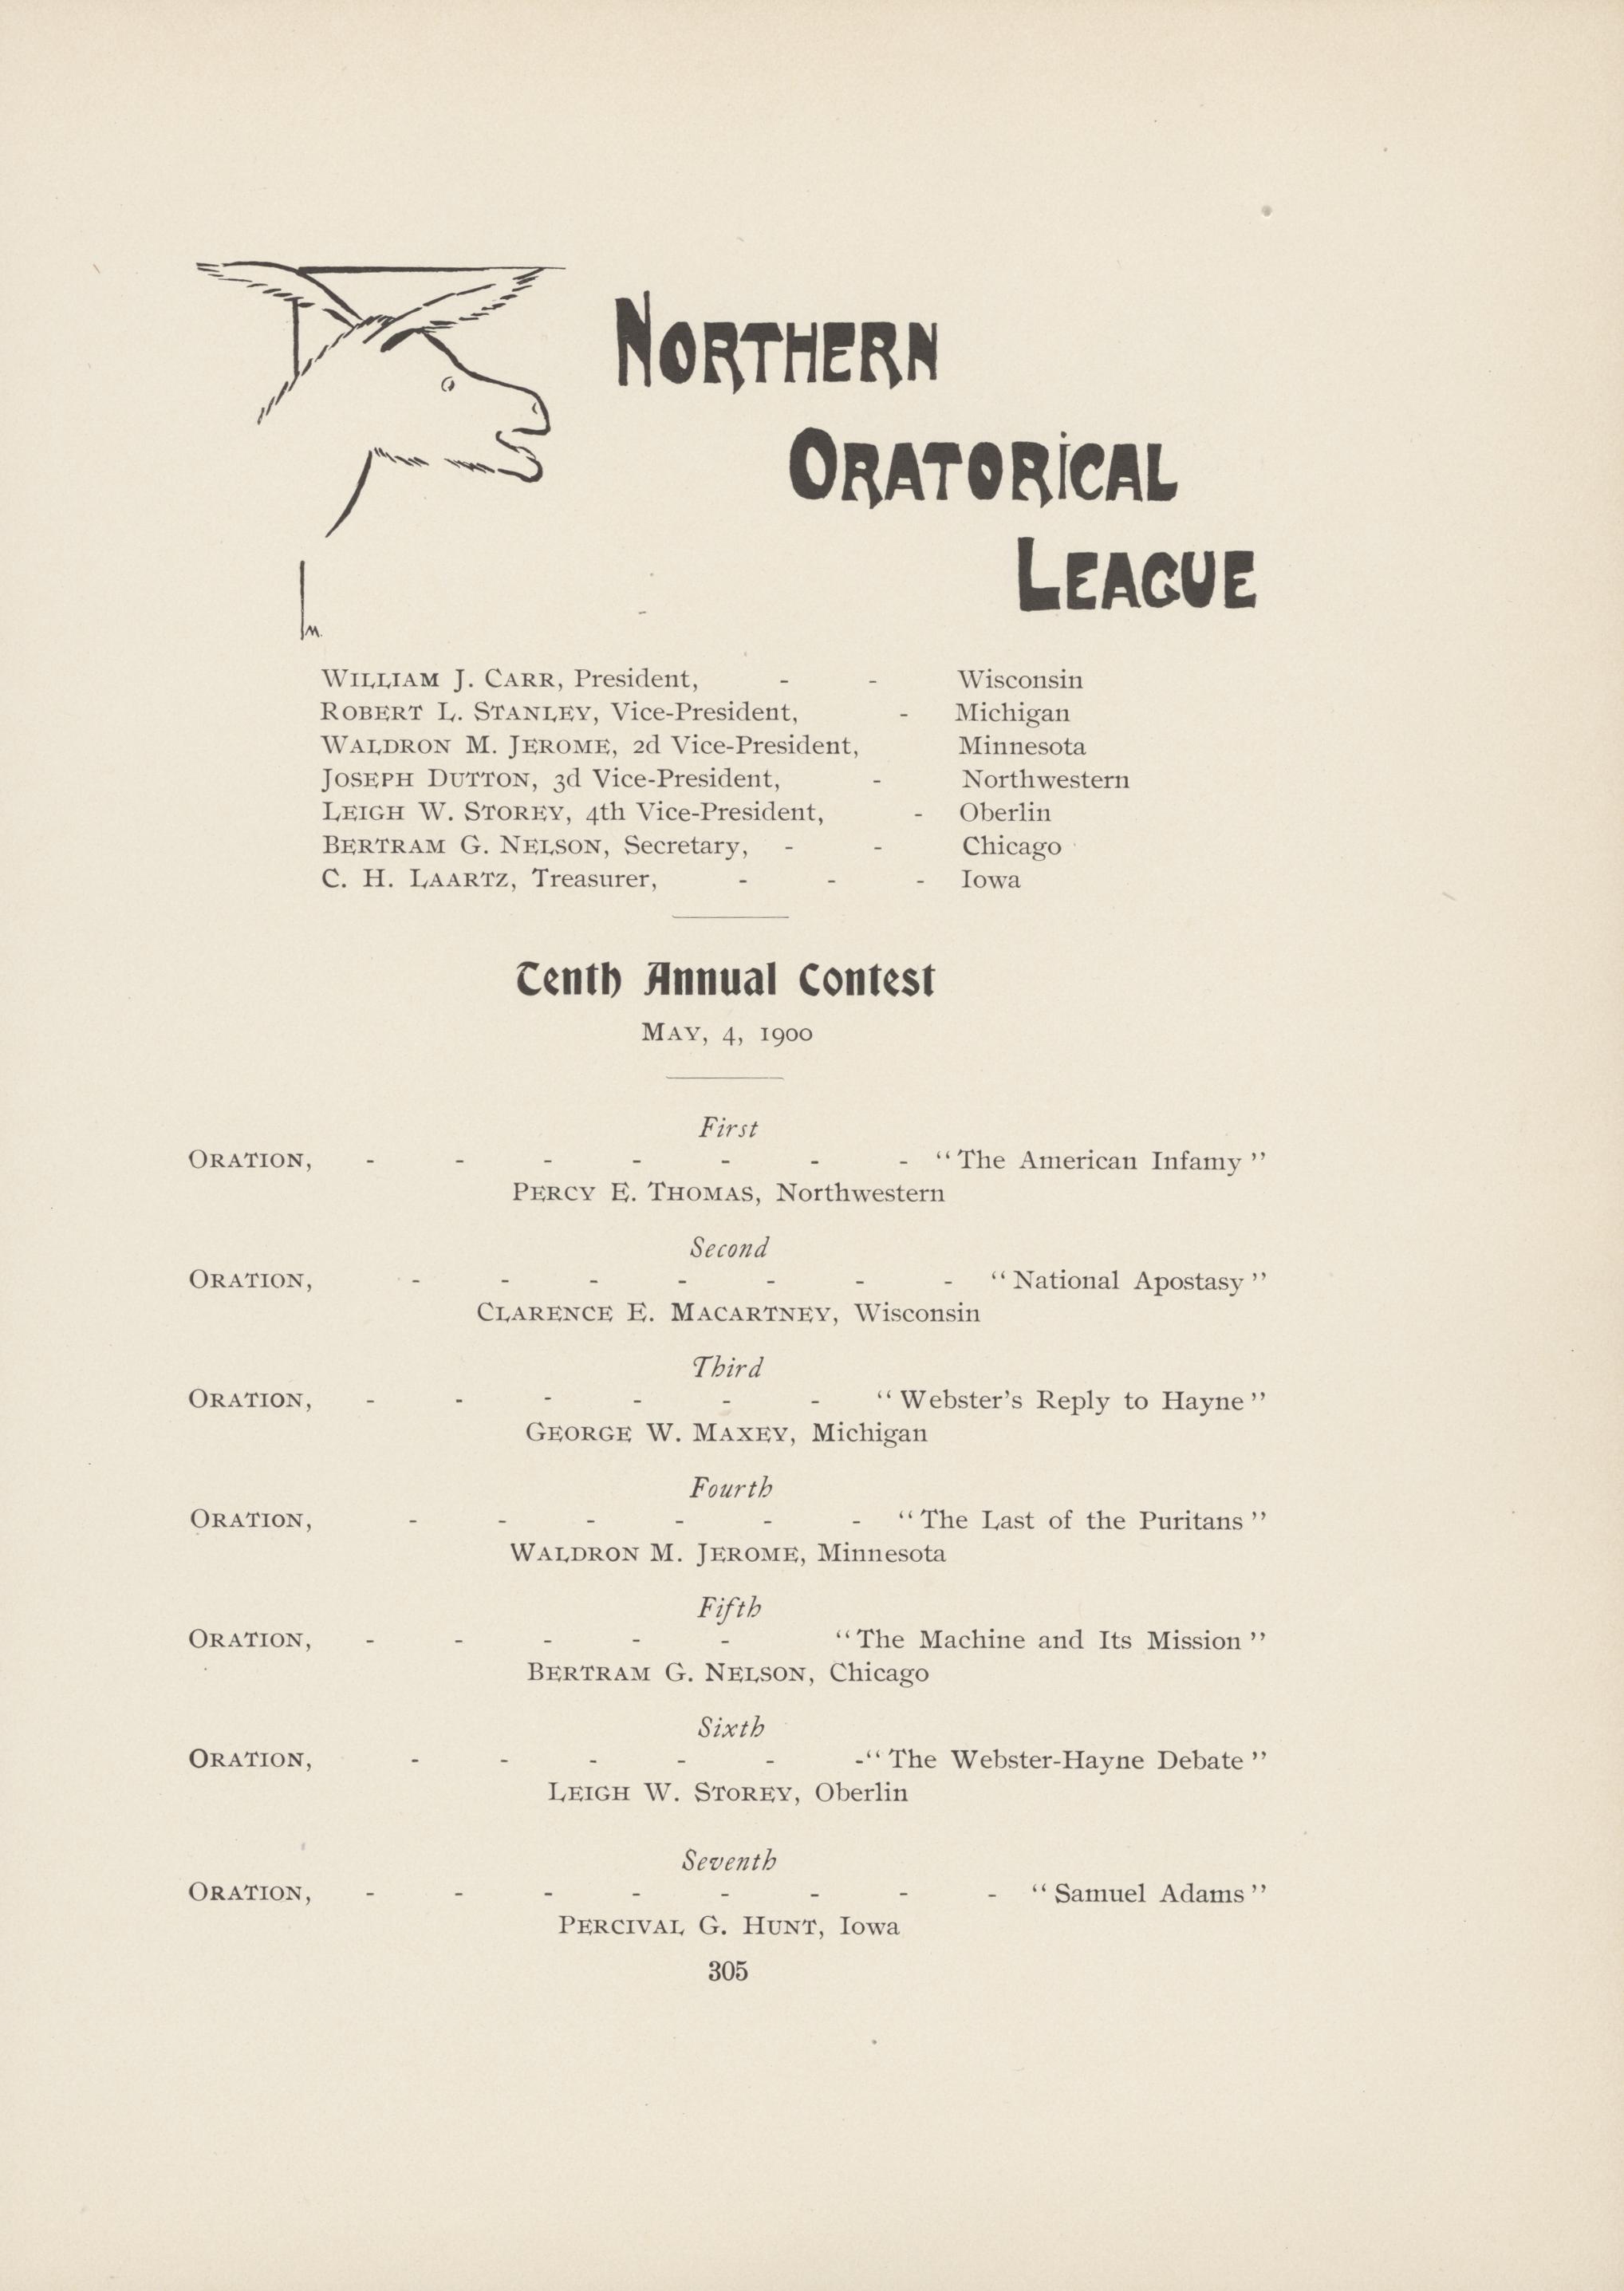 Northern
Oratorical
League
M.
William J. Carr, President, - - Wisconsin
Robert L. Stanley, Vice-President, - Michigan
Waldron M. Jerome, 2d Vice-President, Minnesota
Joseph Dutton, 3d Vice-President, - Northwestern
Leigh W. Storey, 4th Vice-President, - Oberlin
Bertram G. Nelson, Secretary, - - Chicago
C. H. Laartz, Treasurer, - - - Iowa
Tenth Annual Contest
May, 4, 1900
First
Oration, - - - - - - - "The American Infamy"
Percy E. Thomas, Northwestern
Second
Oration, - - - - - - - "National Apostasy"
Clarence E. Macartney, Wisconsin
Third
Oration, - - - - - - "Webster's Reply to Hayne"
George W. Maxey, Michigan
Fourth
Oration, - - - - - - "The Last of the Puritans"
Waldron M. Jerome, Minnesota
Fifth
Oration, - - - - - "The Machine and Its Mission"
Bertram G. Nelson, Chicago
Sixth
Oration, - - - - - -"The Webster-Hayne Debate"
Leigh W. Storey, Oberlin
Seventh
Oration, - - - - - - - - "Samuel Adams"
Percival G. Hunt, Iowa
305